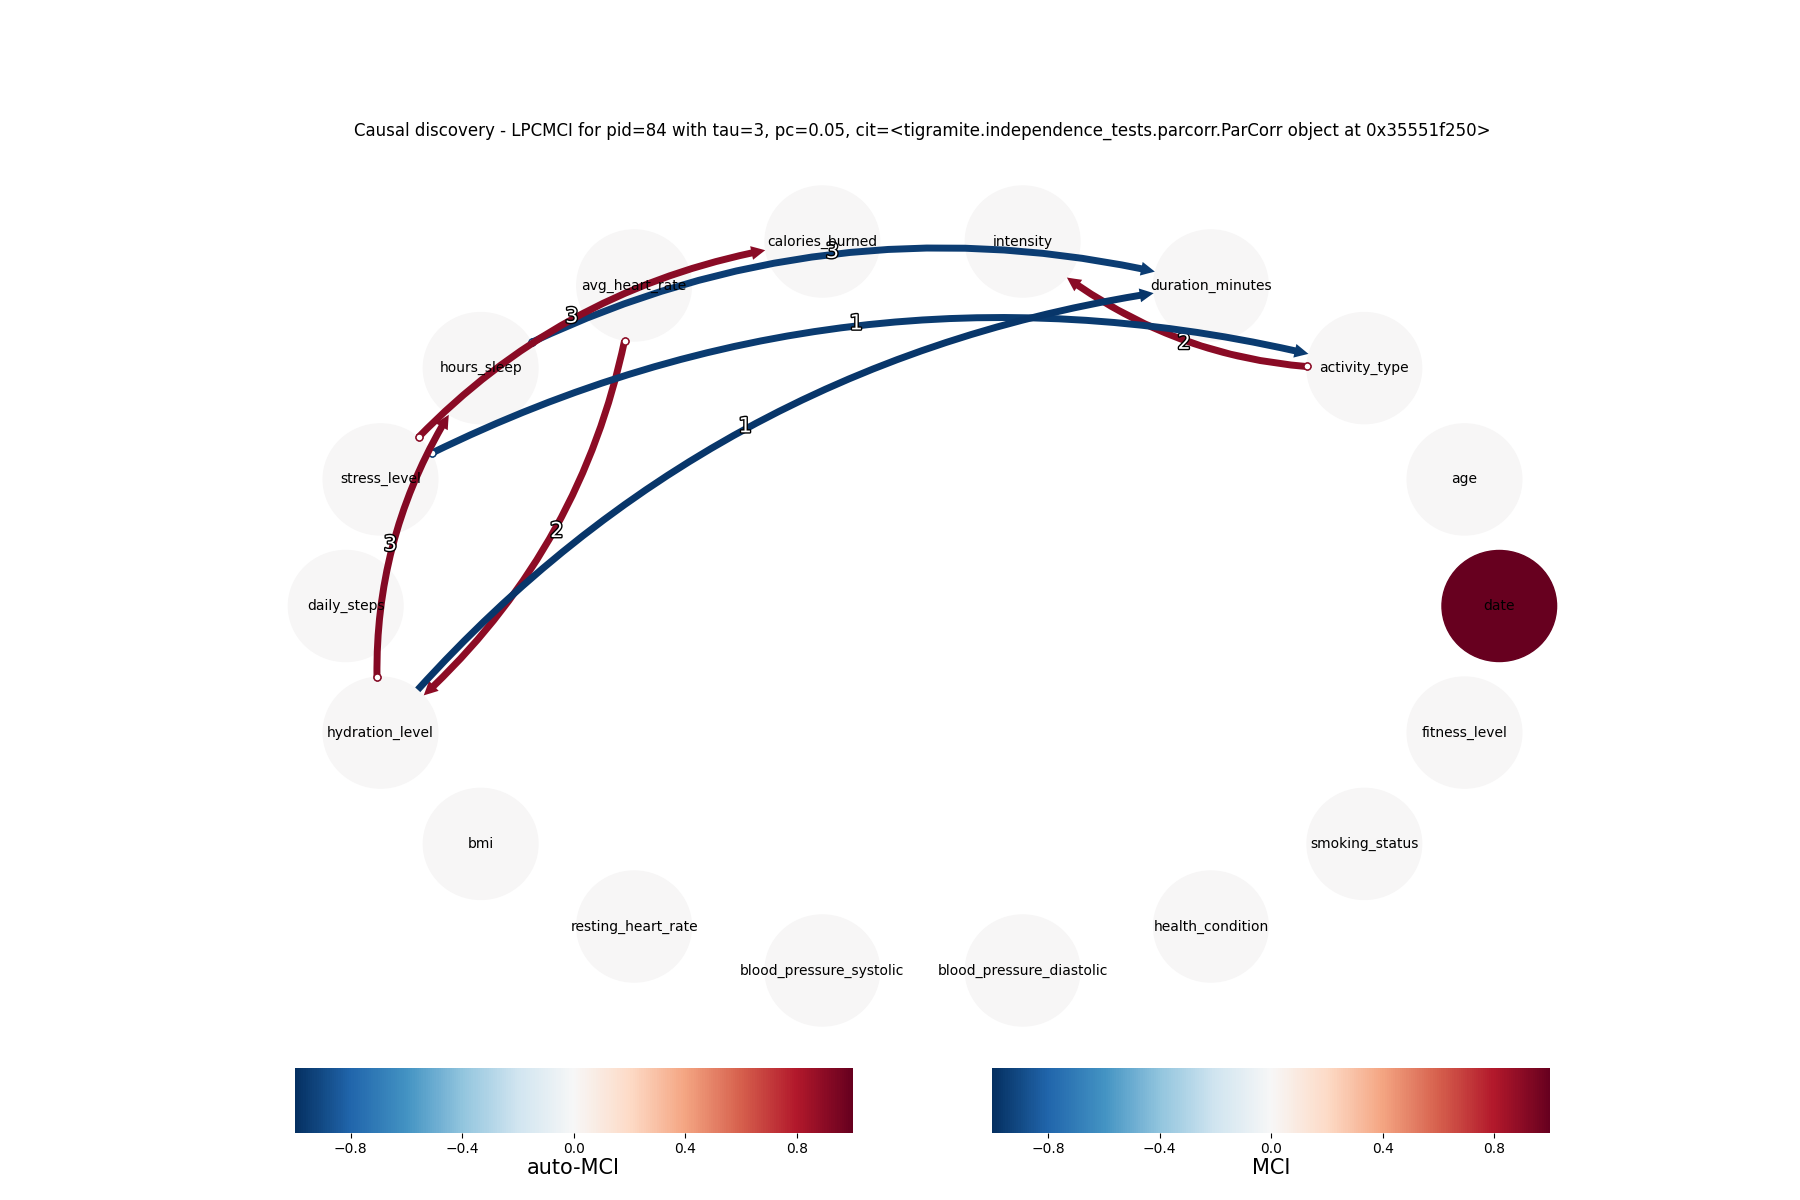 Causal discovery - LPCMCI for pid=84 with tau=3, pc=0.05, cit=<tigramite.independence_tests.parcorr.ParCorr object at 0x35551f250>
calories_burned
intensity
3
avg_heart_rate
duration_minutes
3
1
2
hours_sleep
activity_type
1
stress_level
age
2
3
daily_steps
date
hydration_level
fitness_level
bmi
smoking_status
resting_heart_rate
health_condition
blood_pressure_systolic
blood_pressure_diastolic
−0.8 −0.4 0.0 0.4 0.8
auto-MCI
−0.8 −0.4 0.0 0.4 0.8
MCI